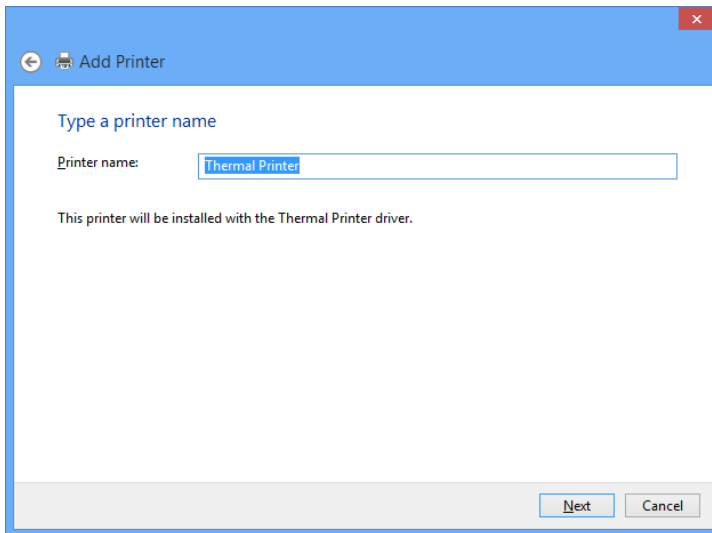 Add Printer
Type a printer name
Printer name: Thermal Printer
This printer will be installed with the Thermal Printer driver.
Next Cancel